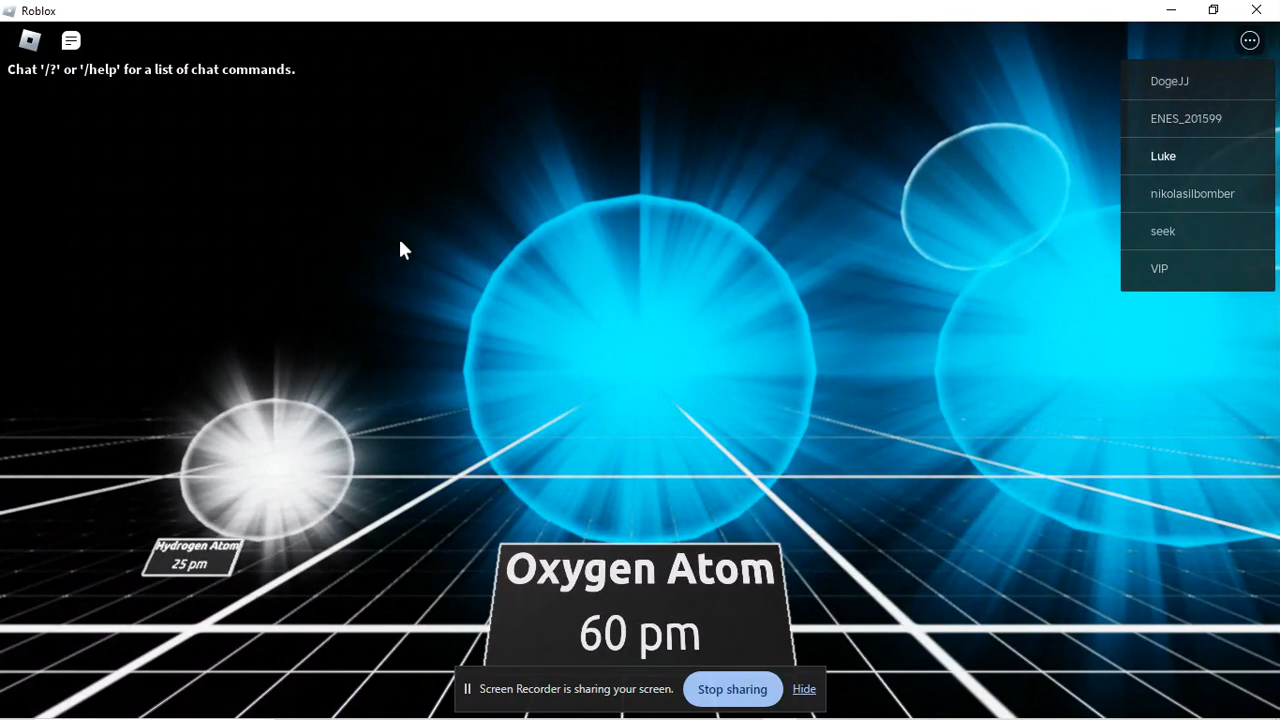 Roblox
Chat '/?' or '/help' for a list of chat commands.
DogeJJ
ENES_201599
Luke
nikolasilbomber
seek
VIP
Hydrogen Atom
25 pm
Oxygen Atom
60 pm
Screen Recorder is sharing your screen.
Stop sharing
Hide